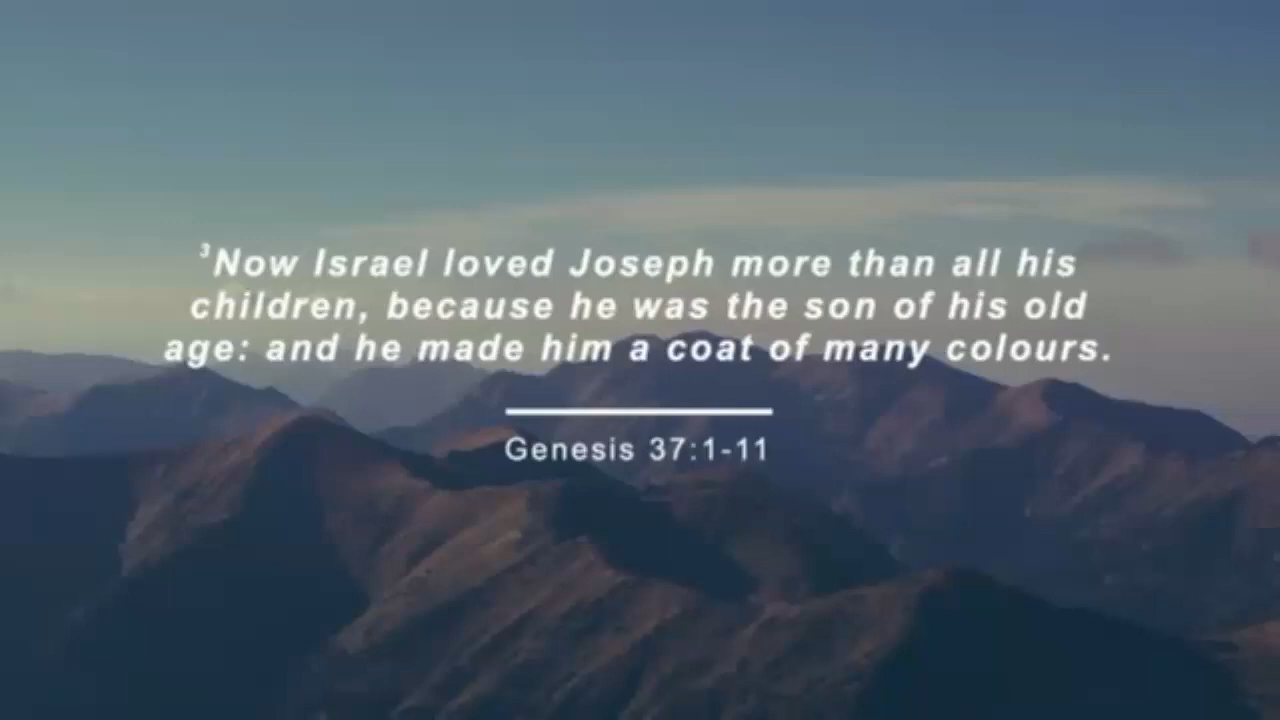 ³Now Israel loved Joseph more than all his
children, because he was the son of his old
age: and he made him a coat of many colours.
Genesis 37:1-11